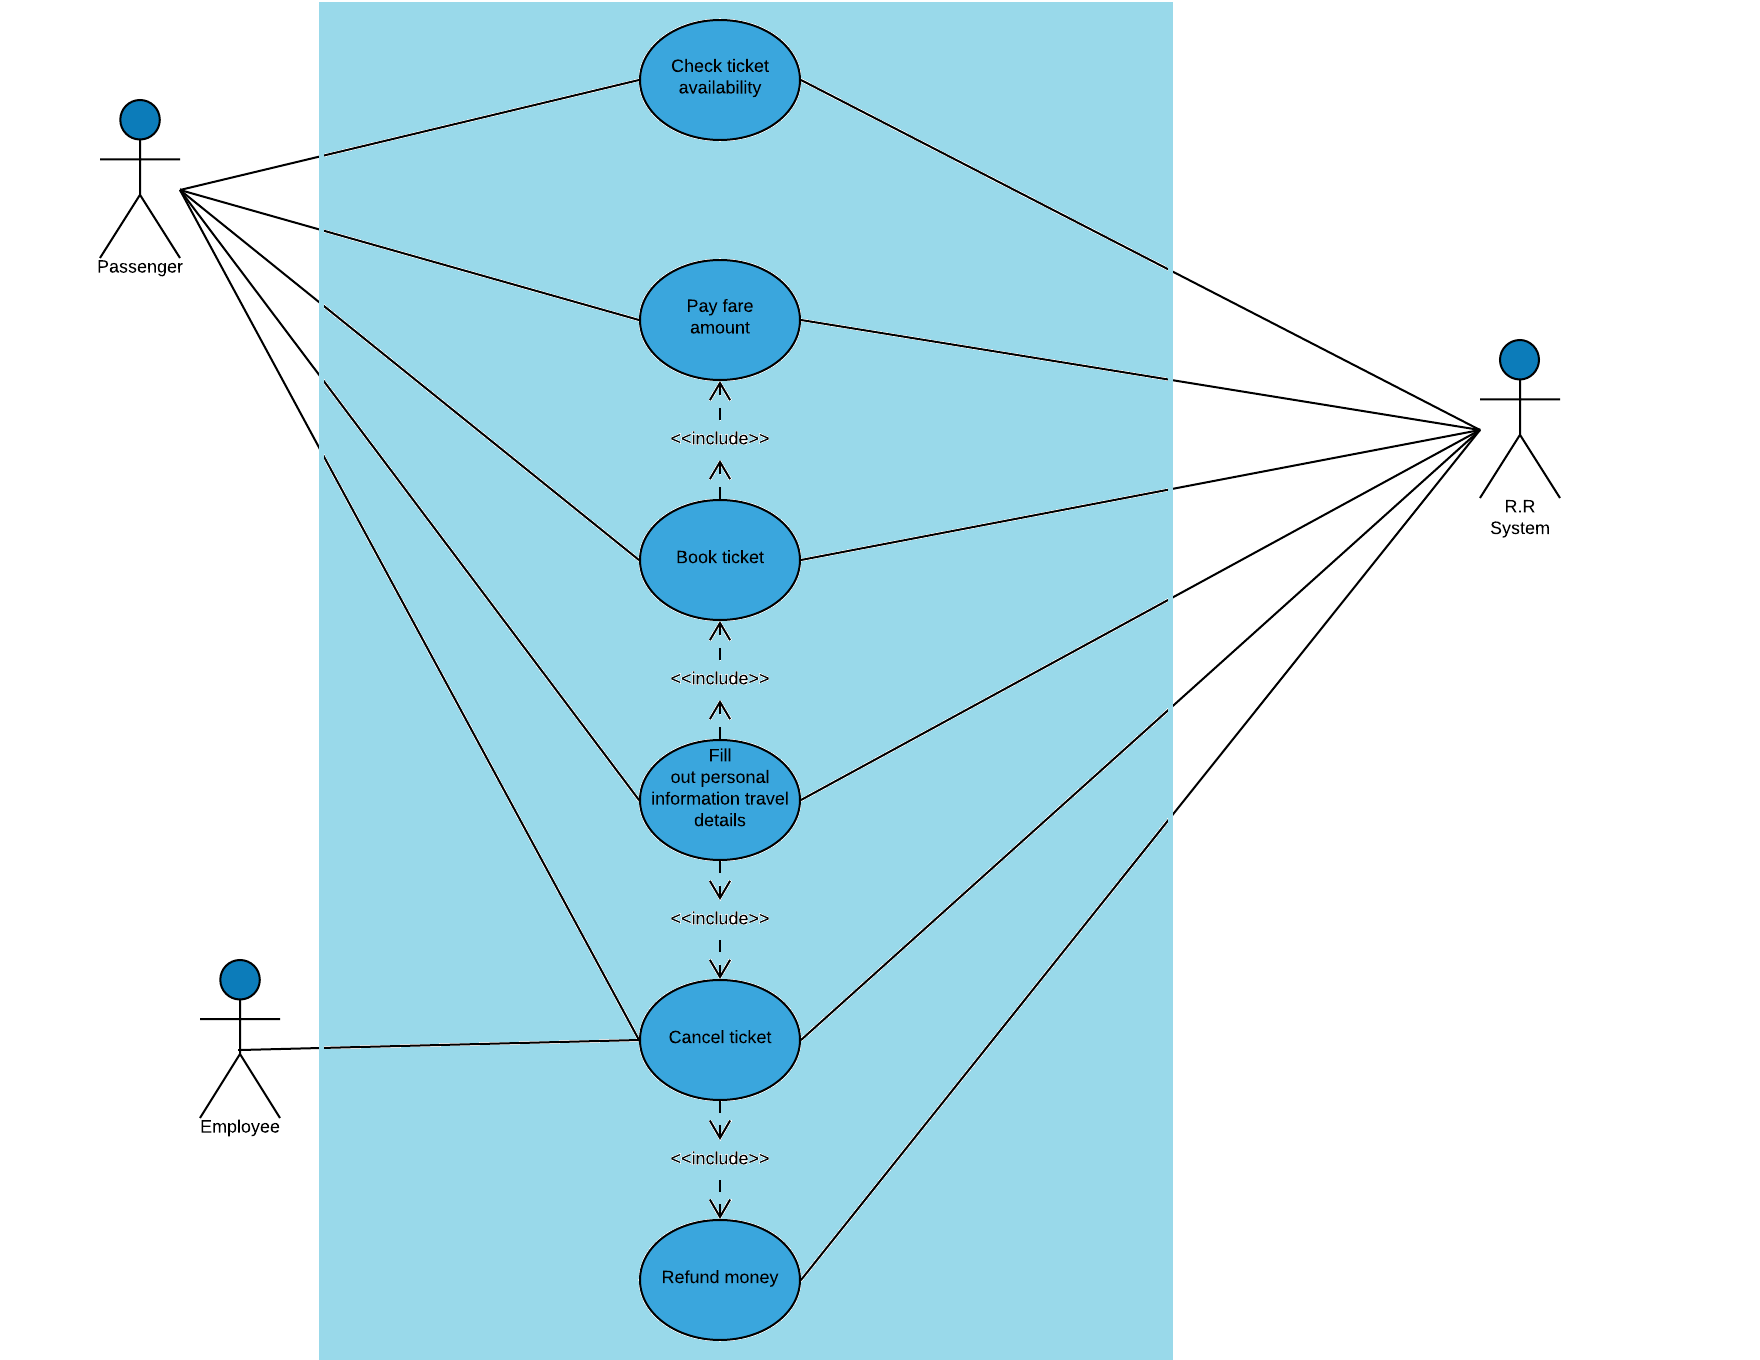 Check ticket
availability
Passenger
Pay fare
amount
<<include>>
R.R
System
Book ticket
<<include>>
Fill
out personal
information travel
details
<<include>>
Cancel ticket
Employee
<<include>>
Refund money